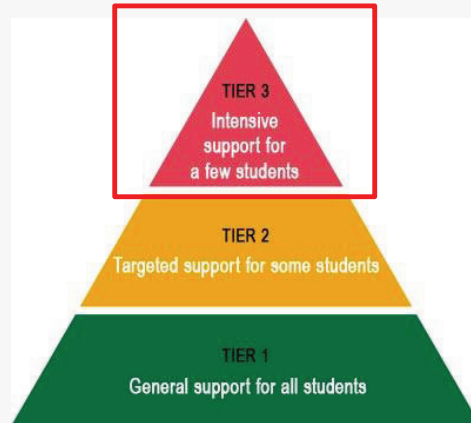 TIER 3
Intensive
support for
a few students
TIER 2
Targeted support for some students
TIER 1
General support for all students